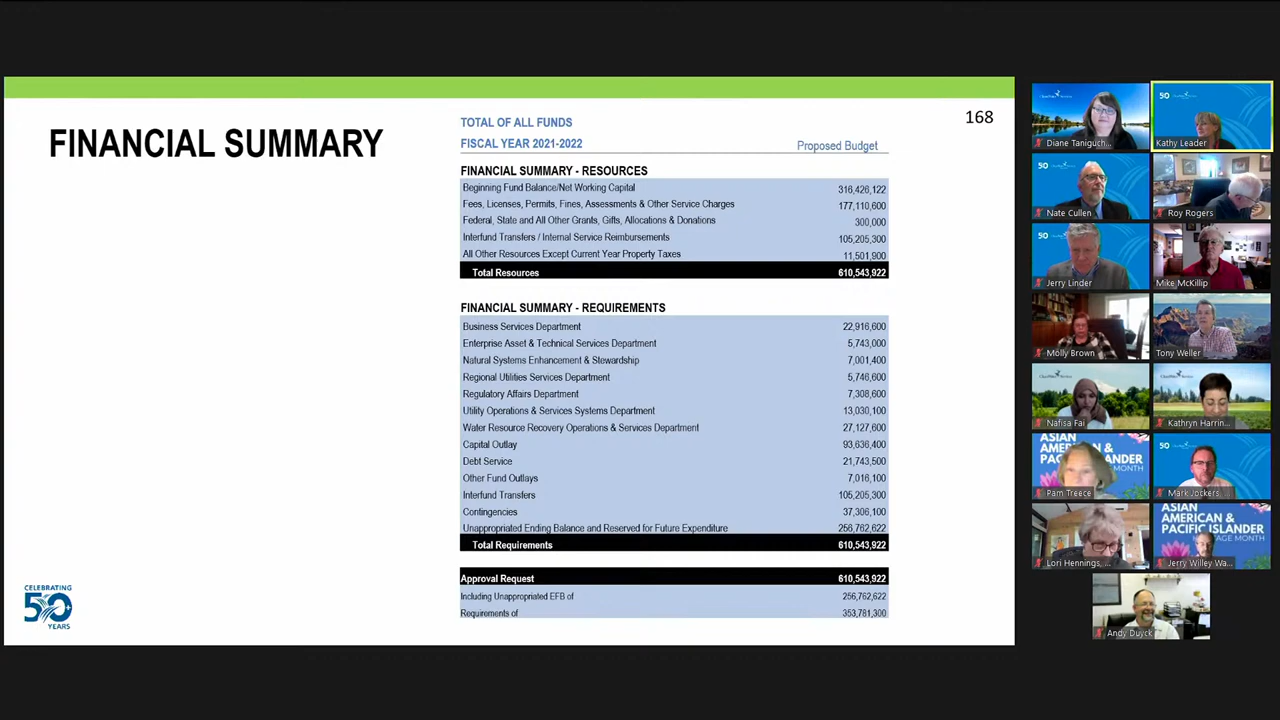 168
FINANCIAL SUMMARY
TOTAL OF ALL FUNDS
FISCAL YEAR 2021-2022 Proposed Budget
FINANCIAL SUMMARY - RESOURCES
Beginning Fund Balance/Net Working Capital 316,426,122
Fees, Licenses, Permits, Fines, Assessments & Other Service Charges 177,110,600
Federal, State and All Other Grants, Gifts, Allocations & Donations 300,000
Interfund Transfers / Internal Service Reimbursements 105,205,300
All Other Resources Except Current Year Property Taxes 11,501,900
Total Resources 610,543,922
FINANCIAL SUMMARY - REQUIREMENTS
Business Services Department 22,916,600
Enterprise Asset & Technical Services Department 5,743,000
Natural Systems Enhancement & Stewardship 7,001,400
Regional Utilities Services Department 5,746,600
Regulatory Affairs Department 7,308,600
Utility Operations & Services Systems Department 13,030,100
Water Resource Recovery Operations & Services Department 27,127,600
Capital Outlay 93,636,400
Debt Service 21,743,500
Other Fund Outlays 7,016,100
Interfund Transfers 105,205,300
Contingencies 37,306,100
Unappropriated Ending Balance and Reserved for Future Expenditure 256,762,622
Total Requirements 610,543,922
Approval Request 610,543,922
Including Unappropriated EFB of 256,762,622
Requirements of 353,781,300
CELEBRATING
50
YEARS
Diane Taniguch...
50
Kathy Leader
50
Nate Cullen
Roy Rogers
50
Jerry Linder
Mike McKillip
Molly Brown
Tony Weller
Nafisa Fai
Kathryn Harrin...
ASIAN
Pam Treece
50
Mark Jockers
Lori Hennings, ...
ASIAN
AMERICAN &
PACIFIC ISLANDER
Jerry Willey Wa...
Andy Duyck